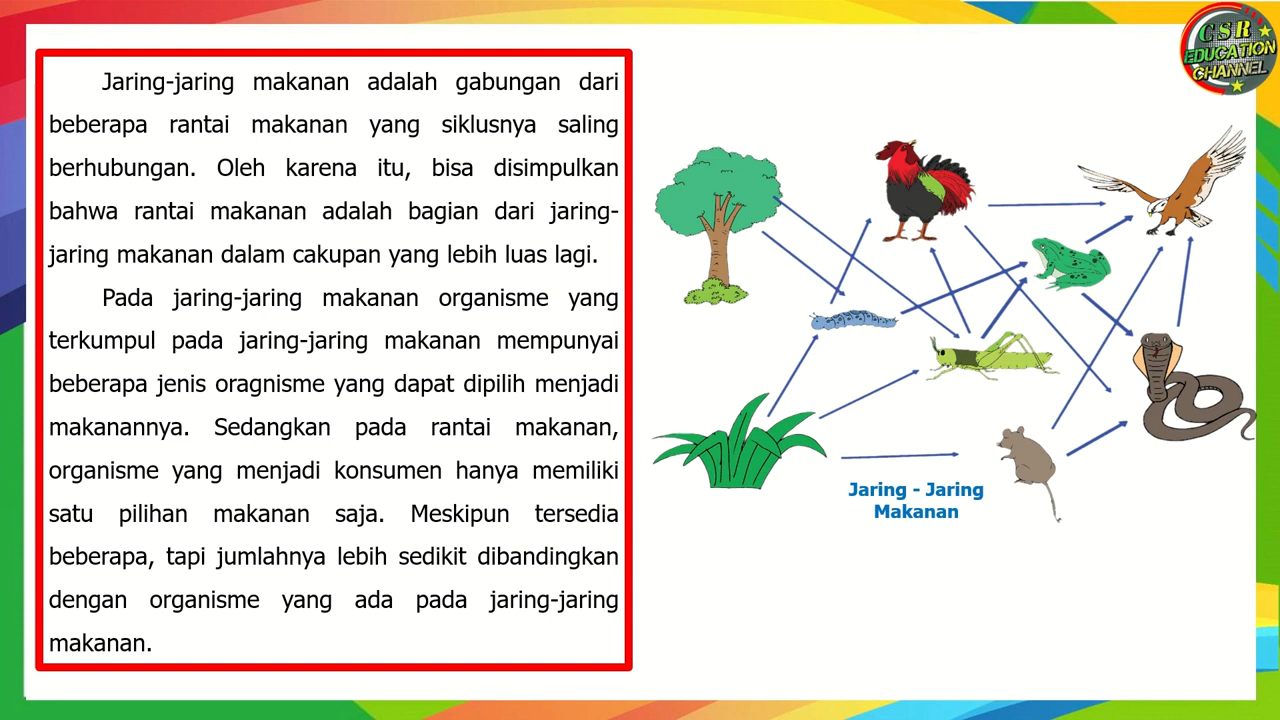 Jaring-jaring makanan adalah gabungan dari
beberapa rantai makanan yang siklusnya saling
berhubungan. Oleh karena itu, bisa disimpulkan
bahwa rantai makanan adalah bagian dari jaring-
jaring makanan dalam cakupan yang lebih luas lagi.
Pada jaring-jaring makanan organisme yang
terkumpul pada jaring-jaring makanan mempunyai
beberapa jenis oragnisme yang dapat dipilih menjadi
makanannya. Sedangkan pada rantai makanan,
organisme yang menjadi konsumen hanya memiliki
satu pilihan makanan saja. Meskipun tersedia
beberapa, tapi jumlahnya lebih sedikit dibandingkan
dengan organisme yang ada pada jaring-jaring
makanan.
Jaring - Jaring
Makanan
CSR
EDUCATION
CHANNEL